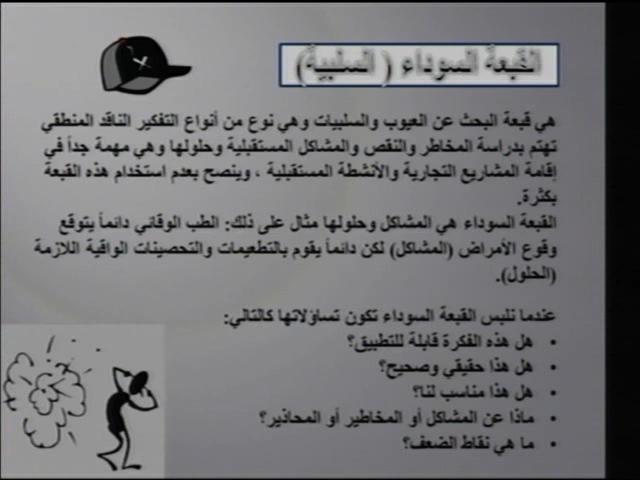 القبعة السوداء ( السلبية)
هي قبعة البحث عن العيوب والسلبيات وهي نوع من أنواع التفكير الناقد المنطقي
تهتم بدراسة المخاطر والنقص والمشاكل المستقبلية وحلولها وهي مهمة جداً في
إقامة المشاريع التجارية والأنشطة المستقبلية ، وينصح بعدم استخدام هذه القبعة
بكثرة.
القبعة السوداء هي المشاكل وحلولها مثال على ذلك: الطب الوقائي دائماً يتوقع
وقوع الأمراض (المشاكل) لكن دائماً يقوم بالتطعيمات والتحصينات الواقية اللازمة
(الحلول).
عندما نلبس القبعة السوداء تكون تساؤلاتها كالتالي:
• هل هذه الفكرة قابلة للتطبيق؟
• هل هذا حقيقي وصحيح؟
• هل هذا مناسب لنا؟
• ماذا عن المشاكل أو المخاطير أو المحاذير؟
• ما هي نقاط الضعف؟